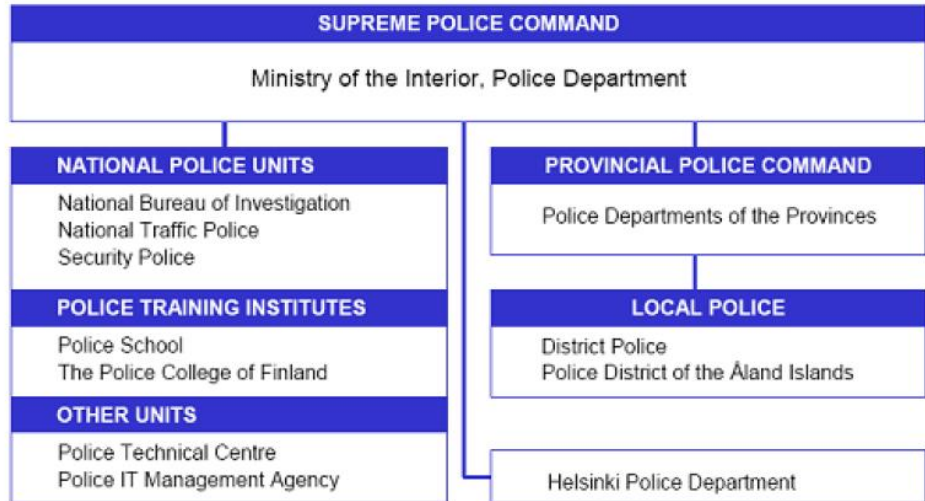 SUPREME POLICE COMMAND
Ministry of the Interior, Police Department
NATIONAL POLICE UNITS
National Bureau of Investigation
National Traffic Police
Security Police
POLICE TRAINING INSTITUTES
Police School
The Police College of Finland
OTHER UNITS
Police Technical Centre
Police IT Management Agency
PROVINCIAL POLICE COMMAND
Police Departments of the Provinces
LOCAL POLICE
District Police
Police District of the Åland Islands
Helsinki Police Department